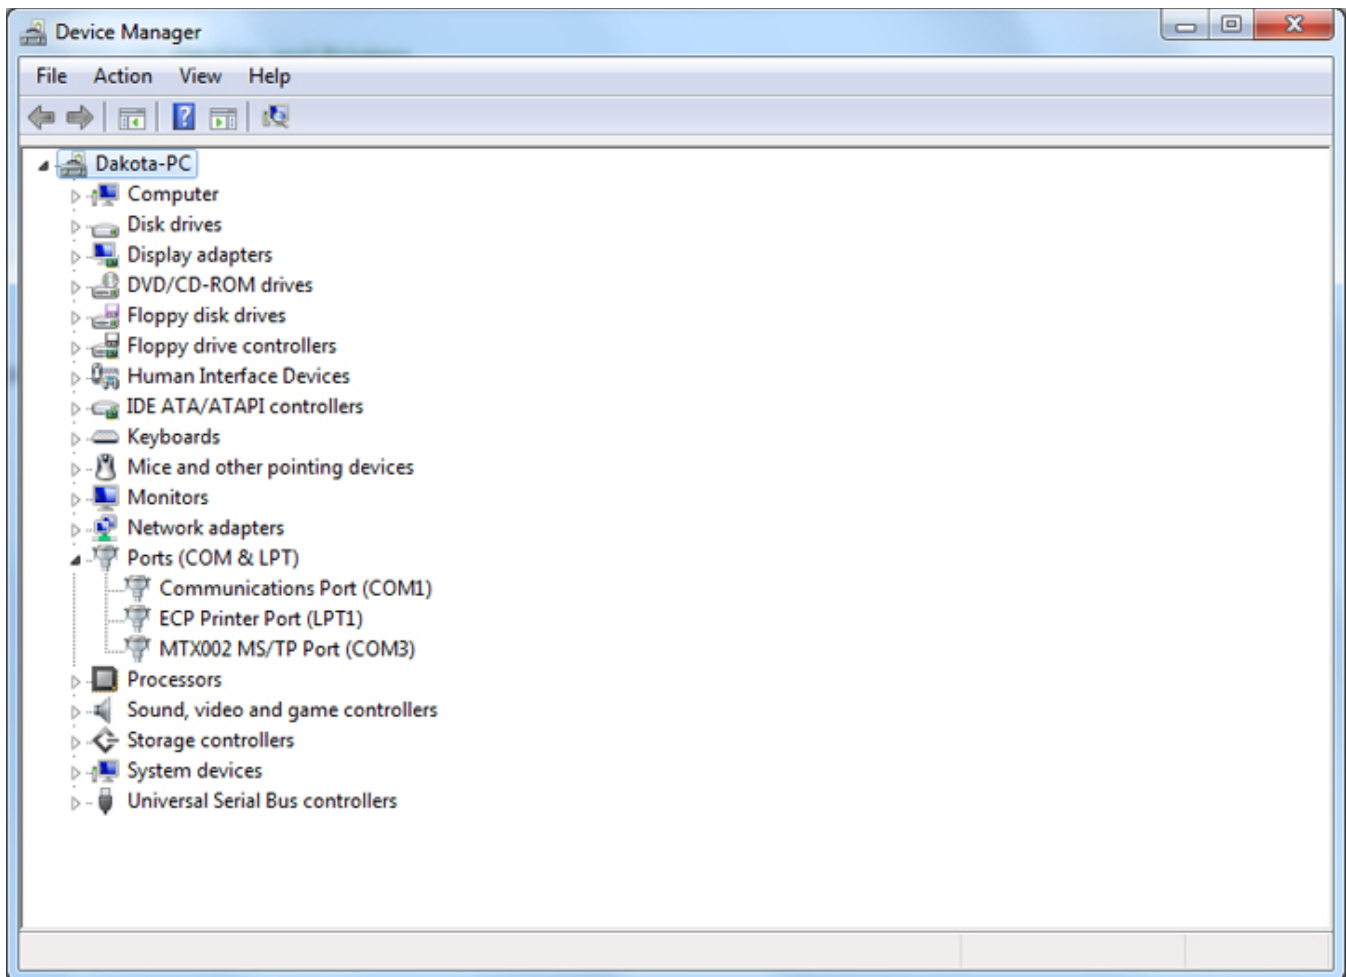 Device Manager
File Action View Help
Dakota-PC
Computer
Disk drives
Display adapters
DVD/CD-ROM drives
Floppy disk drives
Floppy drive controllers
Human Interface Devices
IDE ATA/ATAPI controllers
Keyboards
Mice and other pointing devices
Monitors
Network adapters
Ports (COM & LPT)
Communications Port (COM1)
ECP Printer Port (LPT1)
MTX002 MS/TP Port (COM3)
Processors
Sound, video and game controllers
Storage controllers
System devices
Universal Serial Bus controllers